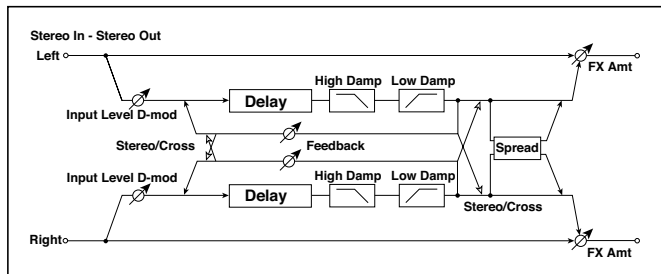 Stereo In - Stereo Out
Left
FX Amt
High Damp Low Damp
Delay
Input Level D-mod
Stereo/Cross
Feedback
Spread
Input Level D-mod
High Damp Low Damp
Delay
Stereo/Cross
Right
FX Amt